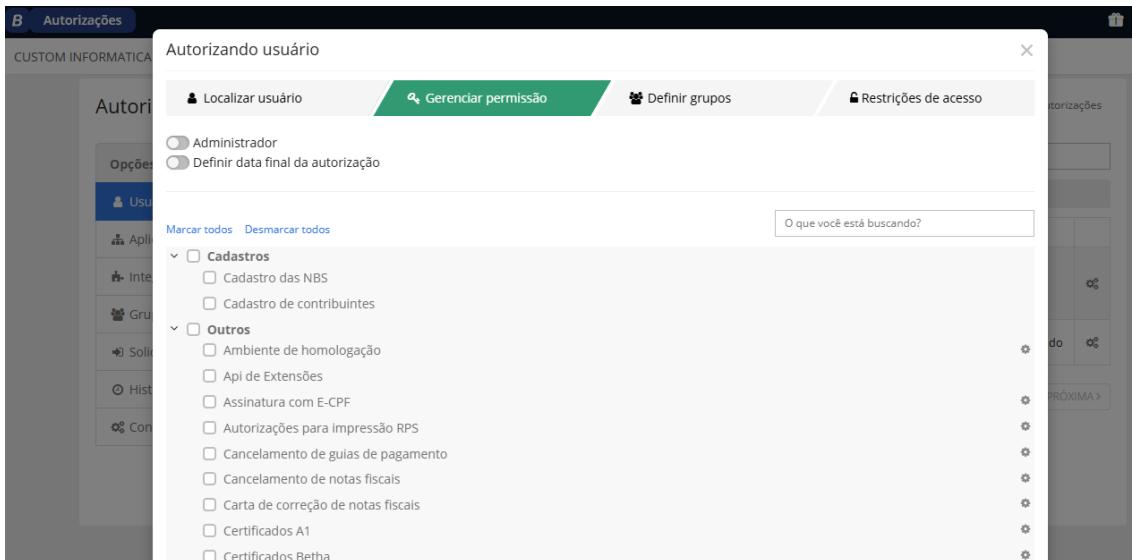 B Autorizações
Autorizando usuário
CUSTOM INFORMATICA
Localizar usuário Gerenciar permissão Definir grupos Restrições de acesso
Autori
torizações
Administrador
Definir data final da autorização
Opções
Usu
Marcar todos Desmarcar todos
O que você está buscando?
Apli
Cadastros
Inte
Cadastro das NBS
Cadastro de contribuintes
Gru
Outros
Soli
Ambiente de homologação
do
Api de Extensões
Hist
Assinatura com E-CPF
PRÓXIMA >
Con
Autorizações para impressão RPS
Cancelamento de guias de pagamento
Cancelamento de notas fiscais
Carta de correção de notas fiscais
Certificados A1
Certificados Betha